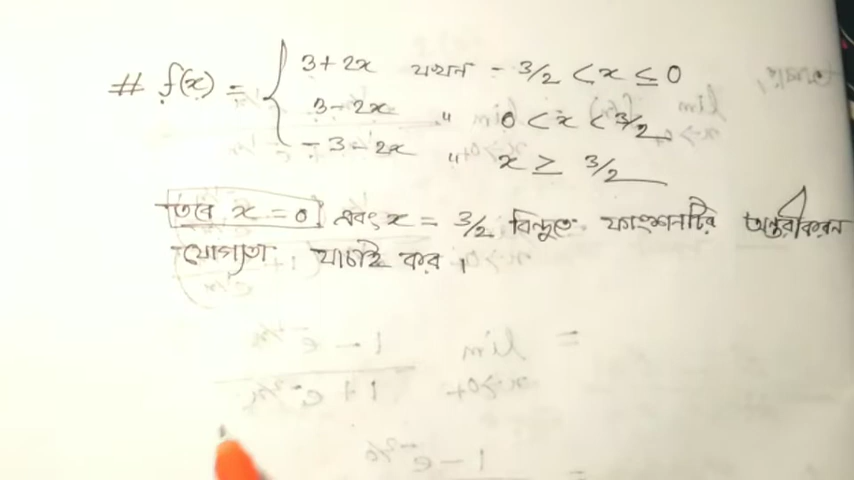 # f(x) = { 3+2x যখন -3/2 < x ≤ 0
3-2x " 0 < x < 3/2
-3-2x " x ≥ 3/2
তবে x = 0 এবং x = 3/2 বিন্দুতে ফাংশনটির অন্তরীকরন
যোগ্যতা যাচাই কর।